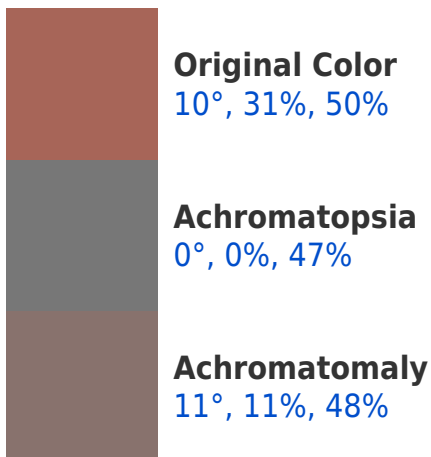 Original Color
10°, 31%, 50%
Achromatopsia
0°, 0%, 47%
Achromatomaly
11°, 11%, 48%